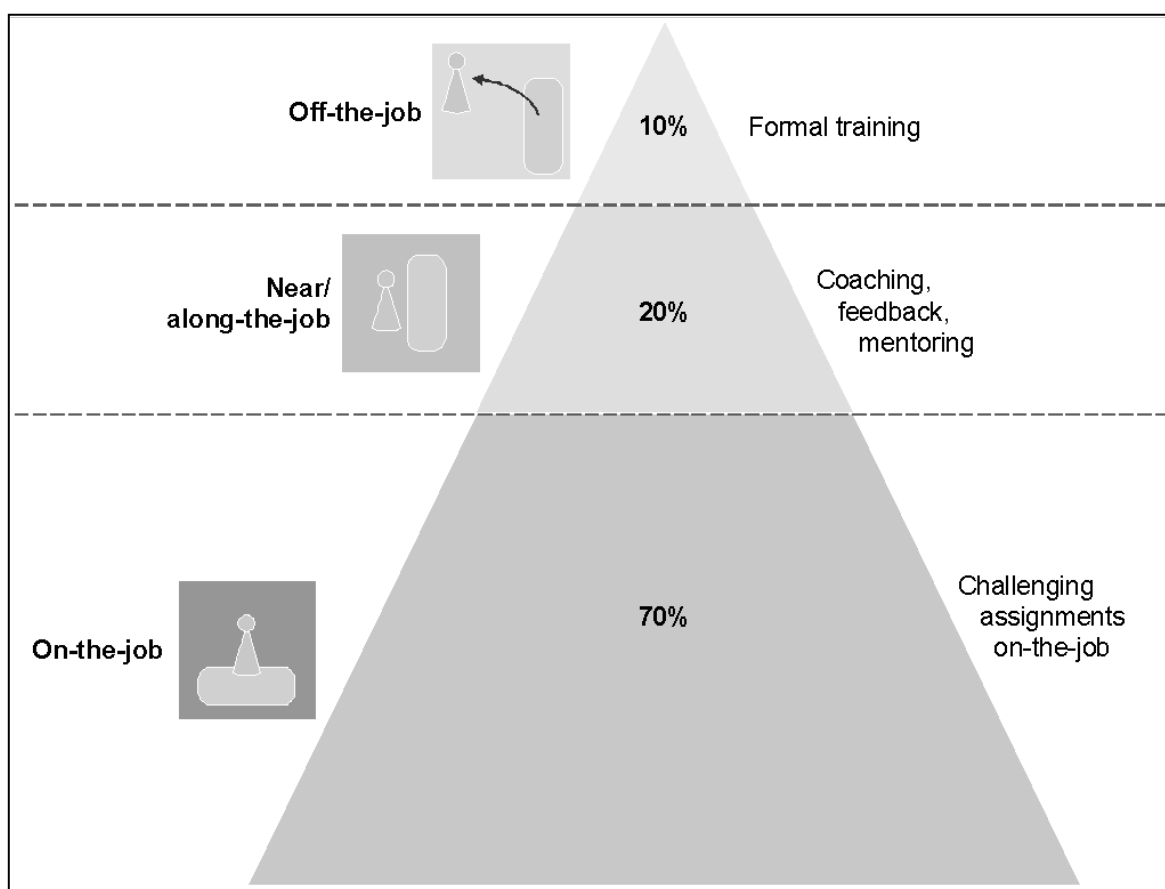 Off-the-job
10%
Formal training
Near/
along-the-job
20%
Coaching,
feedback,
mentoring
On-the-job
70%
Challenging
assignments
on-the-job